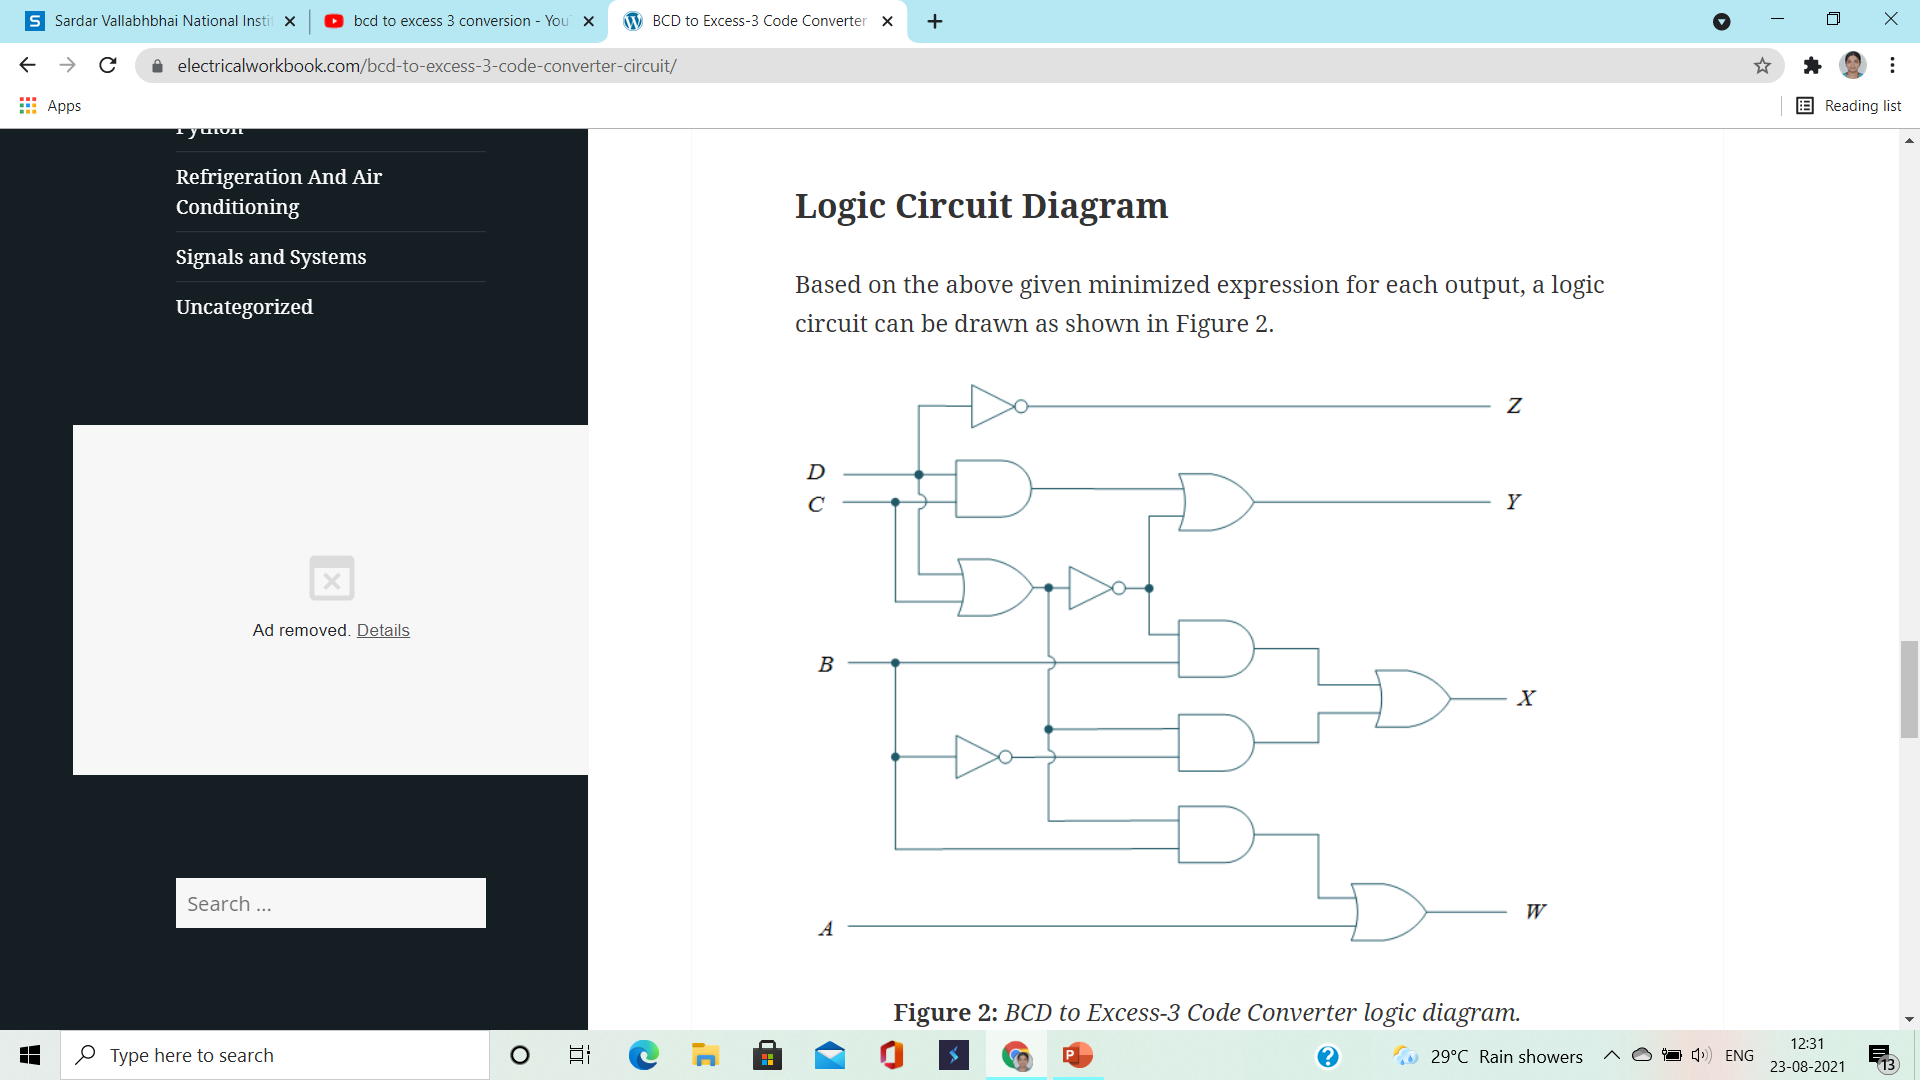 Sardar Vallabhbhai National Instit
bcd to excess 3 conversion - You
BCD to Excess-3 Code Converter
electricalworkbook.com/bcd-to-excess-3-code-converter-circuit/
Apps
Reading list
Python
Refrigeration And Air
Conditioning
Signals and Systems
Uncategorized
Ad removed. Details
Search ...
Logic Circuit Diagram
Based on the above given minimized expression for each output, a logic
circuit can be drawn as shown in Figure 2.
Z
D
C
Y
B
X
A
W
Figure 2: BCD to Excess-3 Code Converter logic diagram.
Type here to search
29°C Rain showers
ENG
12:31
23-08-2021
13